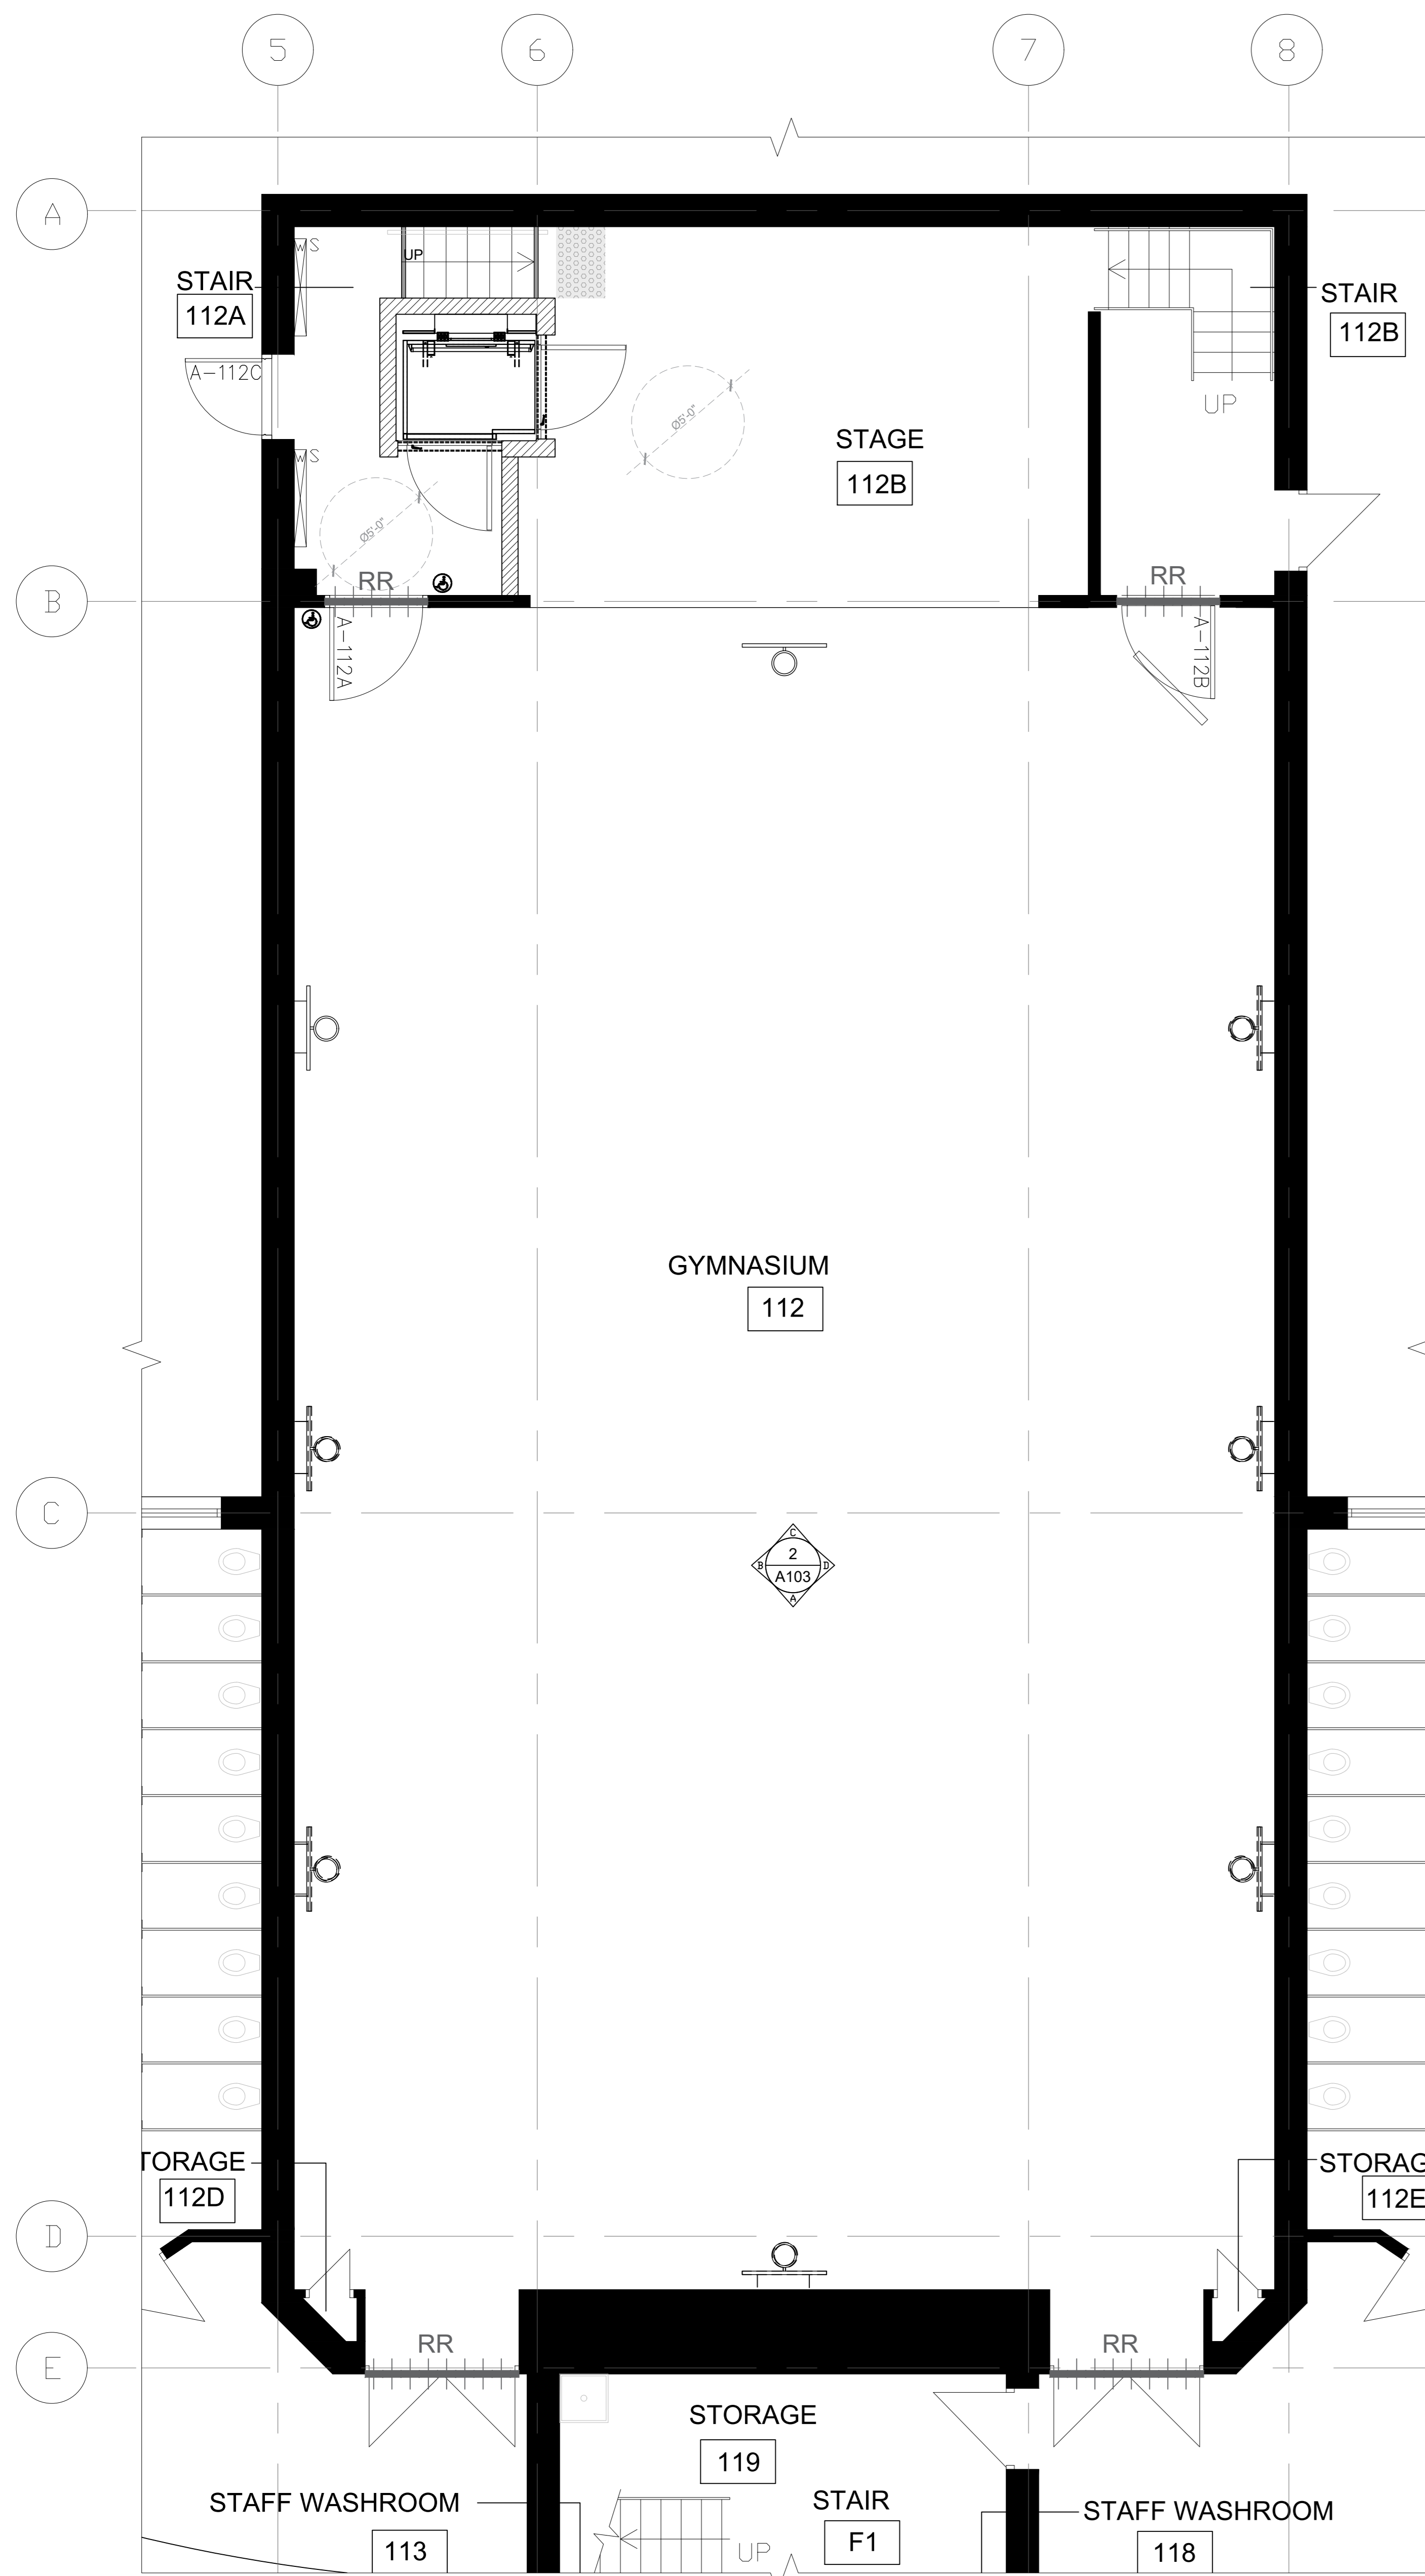 5
6
7
8
A
WS
UP
STAIR
112A
STAIR
112B
A-112C
UP
Ø5'-0"
STAGE
112B
WS
Ø5'-0"
RR
RR
B
A-112A
A-112B
GYMNASIUM
112
C
C
2
B
D
A103
A
TORAGE
112D
STORAG
112E
D
RR
RR
E
STORAGE
119
STAFF WASHROOM
113
STAIR
F1
UP
STAFF WASHROOM
118